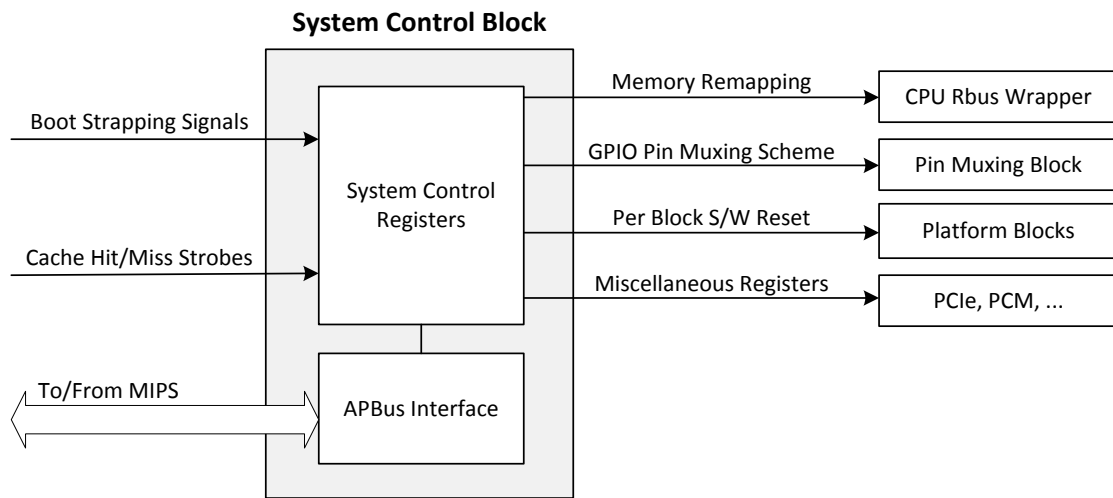 System Control Block
Memory Remapping
CPU Rbus Wrapper
Boot Strapping Signals
GPIO Pin Muxing Scheme
Pin Muxing Block
System Control
Registers
Per Block S/W Reset
Platform Blocks
Cache Hit/Miss Strobes
Miscellaneous Registers
PCIe, PCM, ...
To/From MIPS
APBus Interface